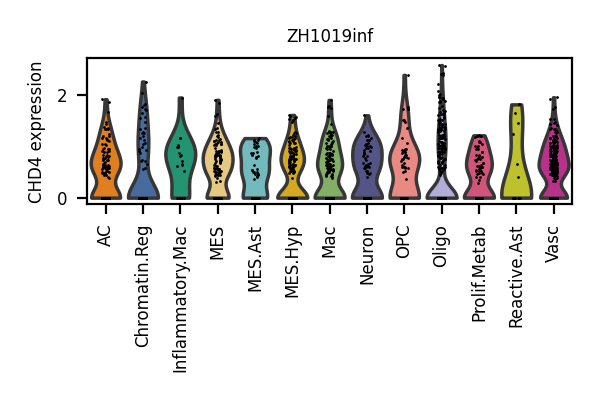 ZH1019inf
CHD4 expression
2
0
AC
Chromatin.Reg
Inflammatory.Mac
MES
MES.Ast
MES.Hyp
Mac
Neuron
OPC
Oligo
Prolif.Metab
Reactive.Ast
Vasc